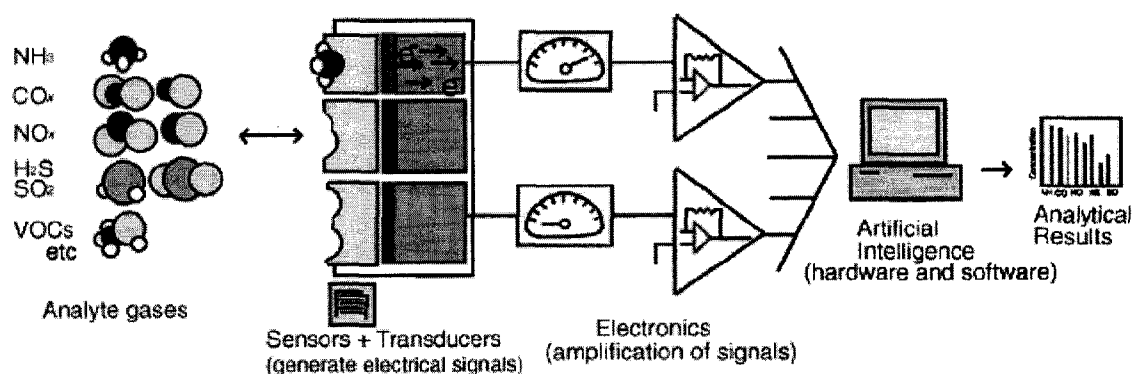 NH₃
COₓ
NOₓ
H₂S
SO₂
VOCs
etc
Analyte gases
e
Sensors + Transducers
(generate electrical signals)
Electronics
(amplification of signals)
Artificial
Intelligence
(hardware and software)
Concentration
Analytical
Results